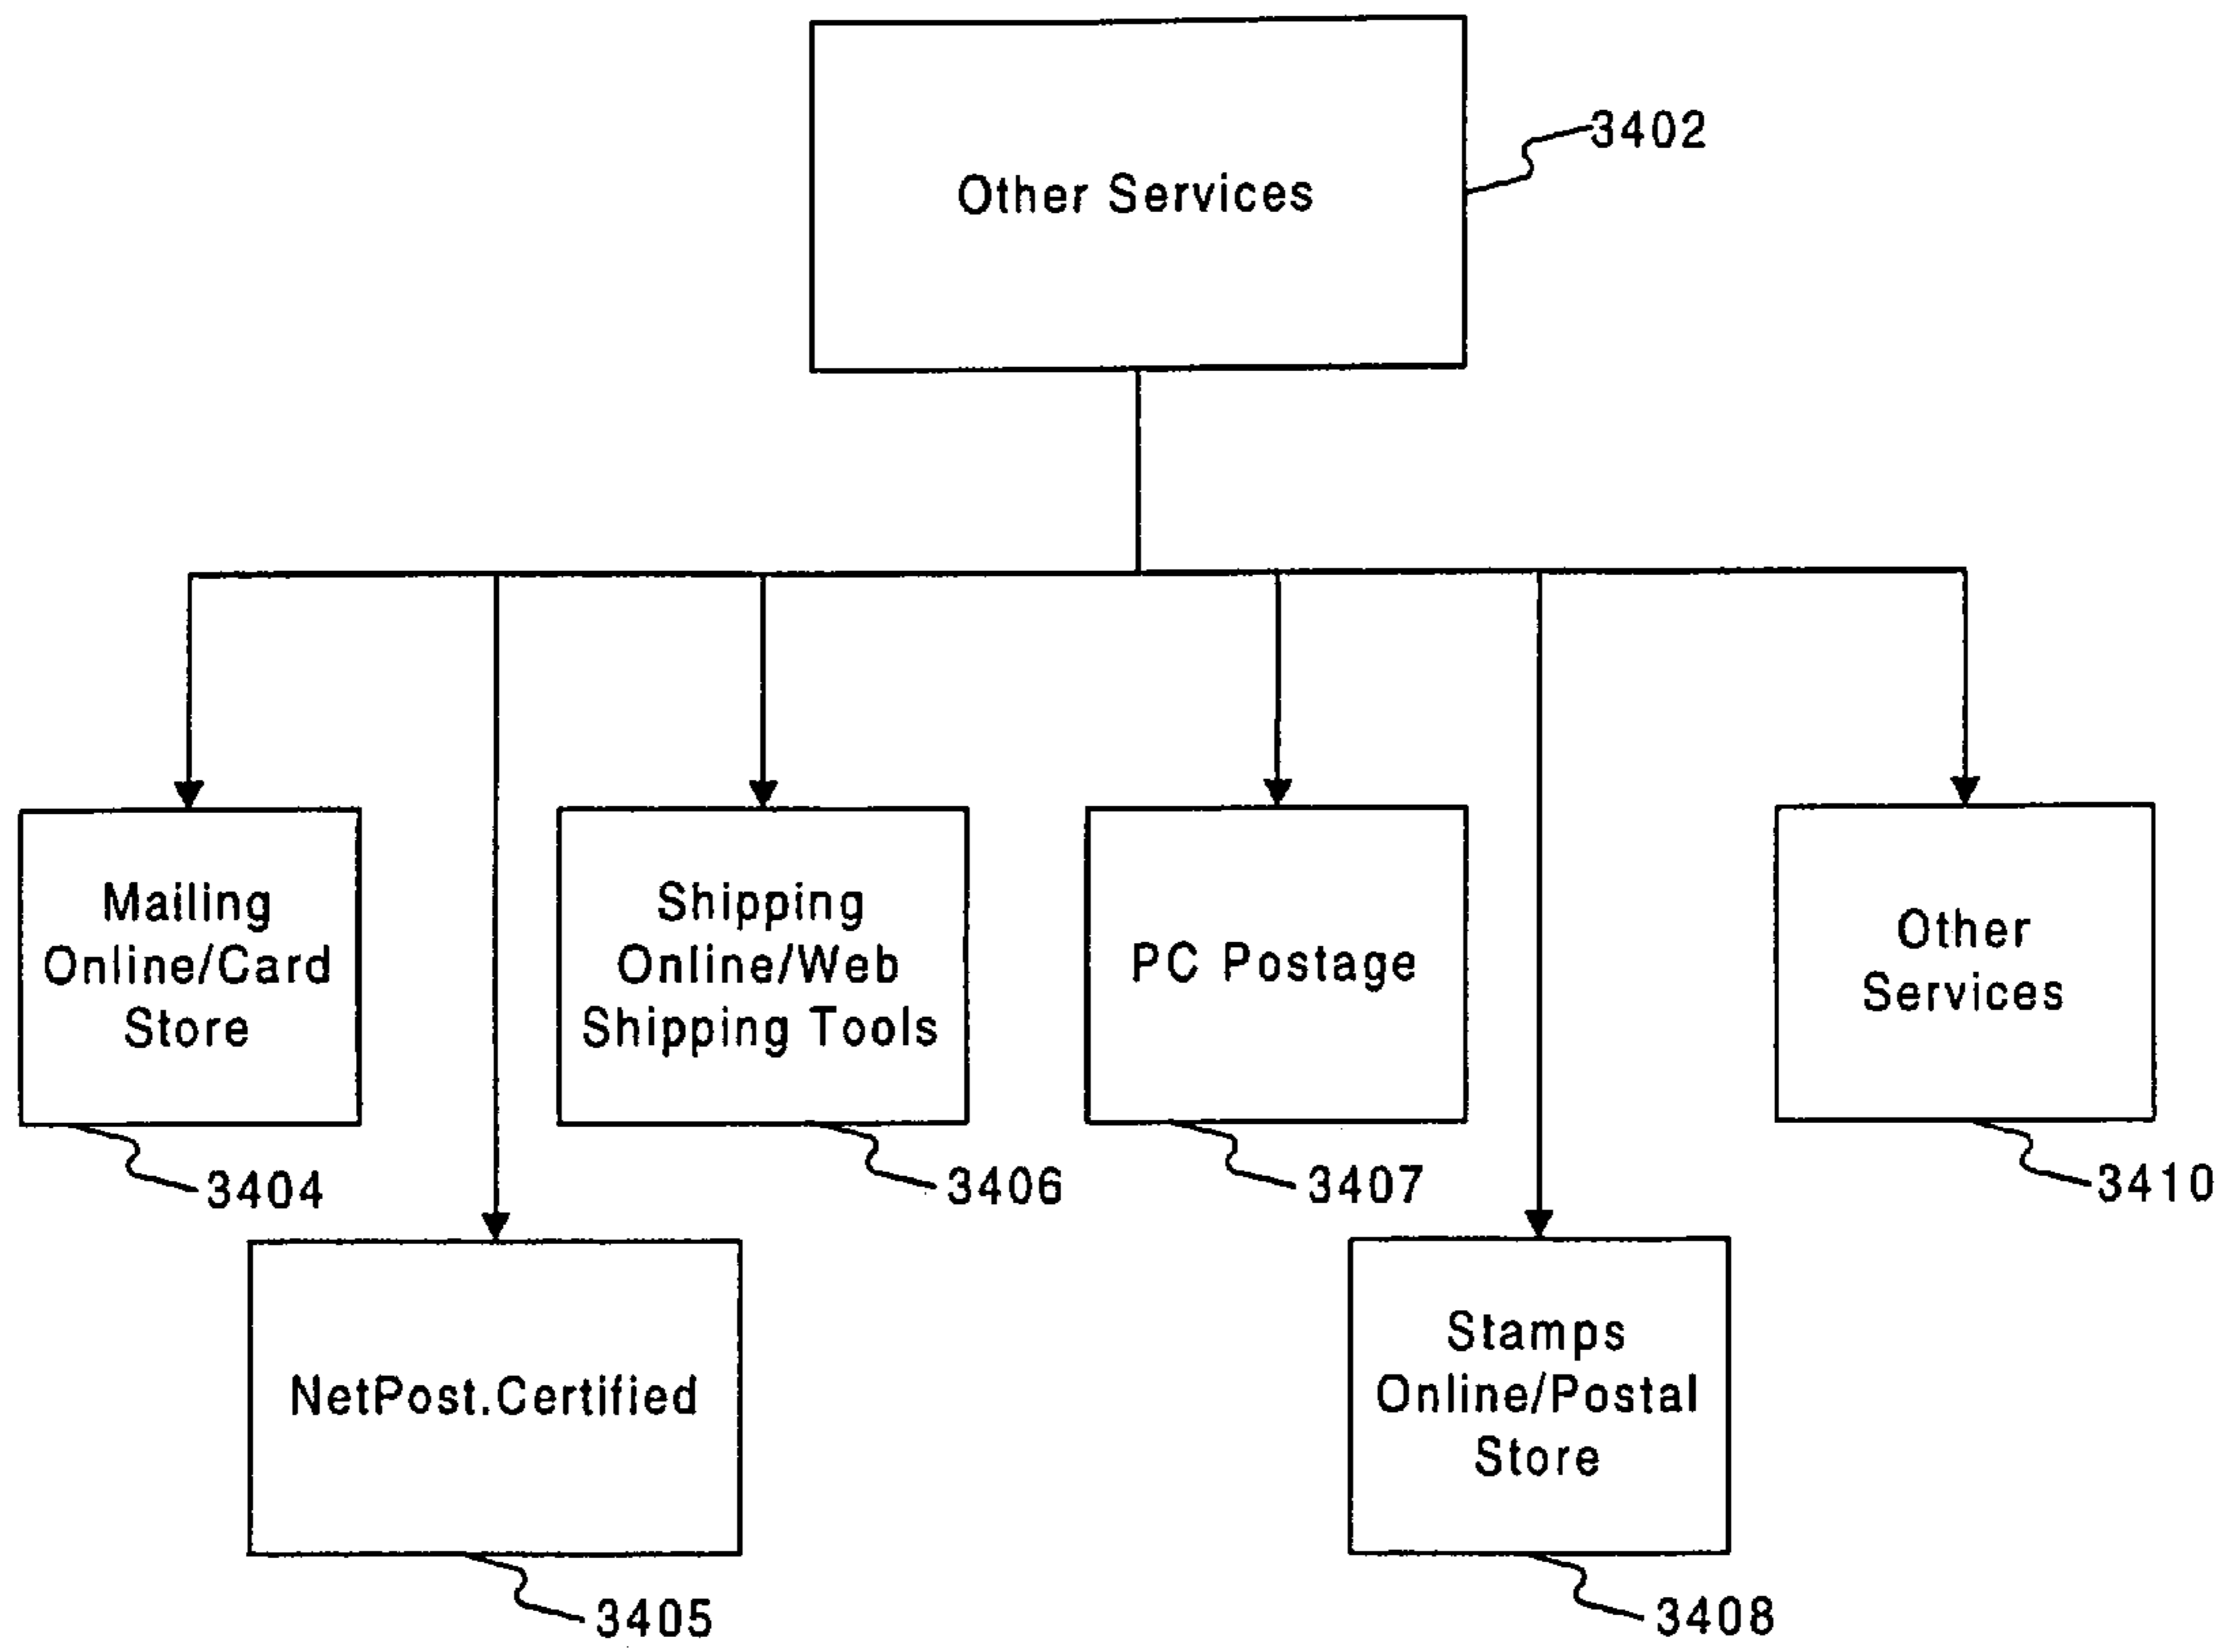 Other Services
3402
Mailing
Online/Card
Store
3404
Shipping
Online/Web
Shipping Tools
3406
PC Postage
3407
Other
Services
3410
NetPost.Certified
3405
Stamps
Online/Postal
Store
3408